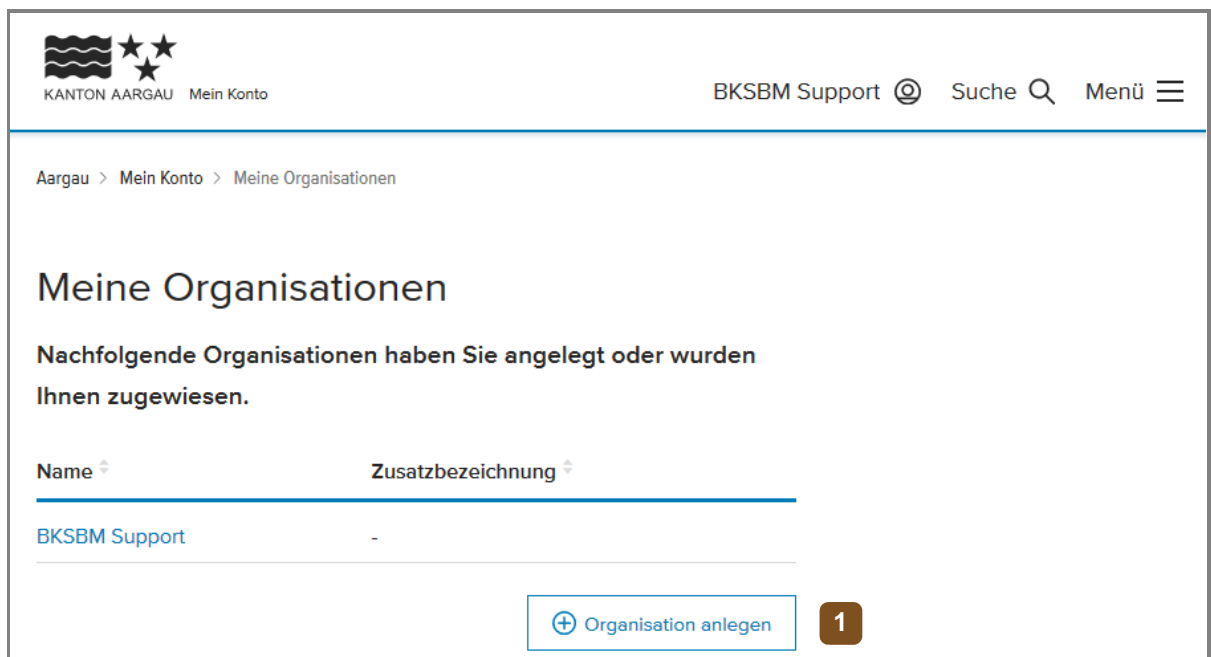 KANTON AARGAU Mein Konto
BKSBM Support Suche Menü
Aargau > Mein Konto > Meine Organisationen
Meine Organisationen
Nachfolgende Organisationen haben Sie angelegt oder wurden
Ihnen zugewiesen.
Name Zusatzbezeichnung
BKSBM Support -
Organisation anlegen 1